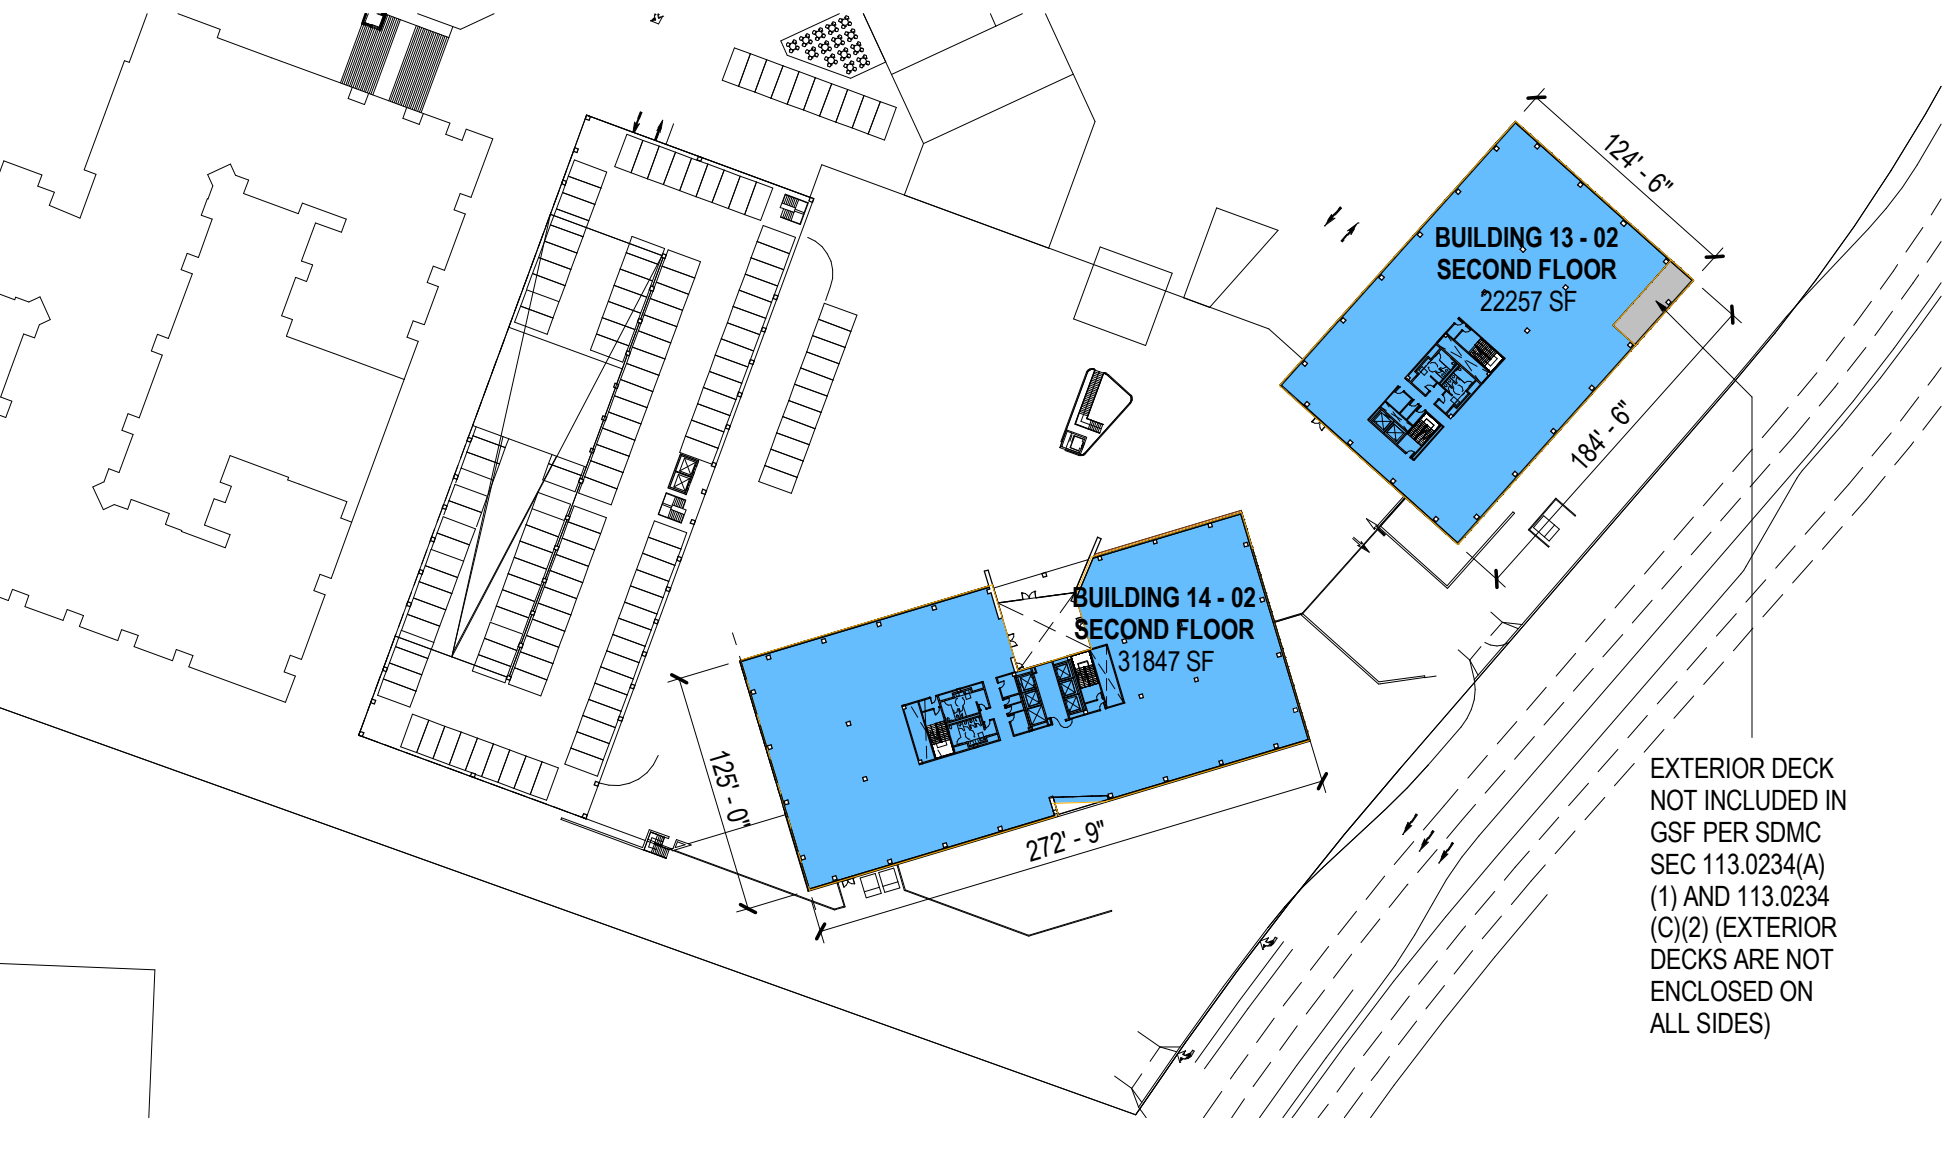 124' - 6"
BUILDING 13 - 02
SECOND FLOOR
22257 SF
184' - 6"
BUILDING 14 - 02
SECOND FLOOR
31847 SF
125' - 0"
272' - 9"
EXTERIOR DECK
NOT INCLUDED IN
GSF PER SDMC
SEC 113.0234(A)
(1) AND 113.0234
(C)(2) (EXTERIOR
DECKS ARE NOT
ENCLOSED ON
ALL SIDES)